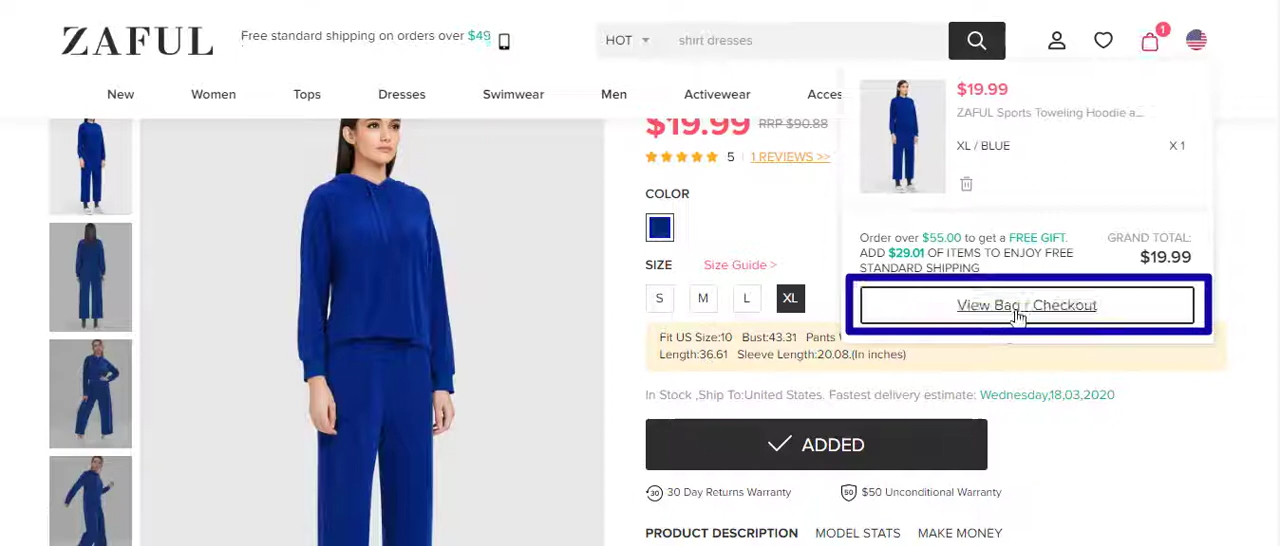 ZAFUL
Free standard shipping on orders over $49
HOT
shirt dresses
1
New
Women
Tops
Dresses
Swimwear
Men
Activewear
$19.99 RRP $90.88
5 1 REVIEWS >>
COLOR
SIZE Size Guide >
S
M
L
XL
Fit US Size:10 Bust:43.31 Pants
Length:36.61 Sleeve Length:20.08.(In inches)
In Stock ,Ship To:United States. Fastest delivery estimate: Wednesday,18,03,2020
ADDED
30 30 Day Returns Warranty
50 $50 Unconditional Warranty
PRODUCT DESCRIPTION
MODEL STATS
MAKE MONEY
$19.99
ZAFUL Sports Toweling Hoodie a...
XL / BLUE
X 1
Order over $55.00 to get a FREE GIFT.
ADD $29.01 OF ITEMS TO ENJOY FREE
STANDARD SHIPPING
GRAND TOTAL:
$19.99
View Bag / Checkout